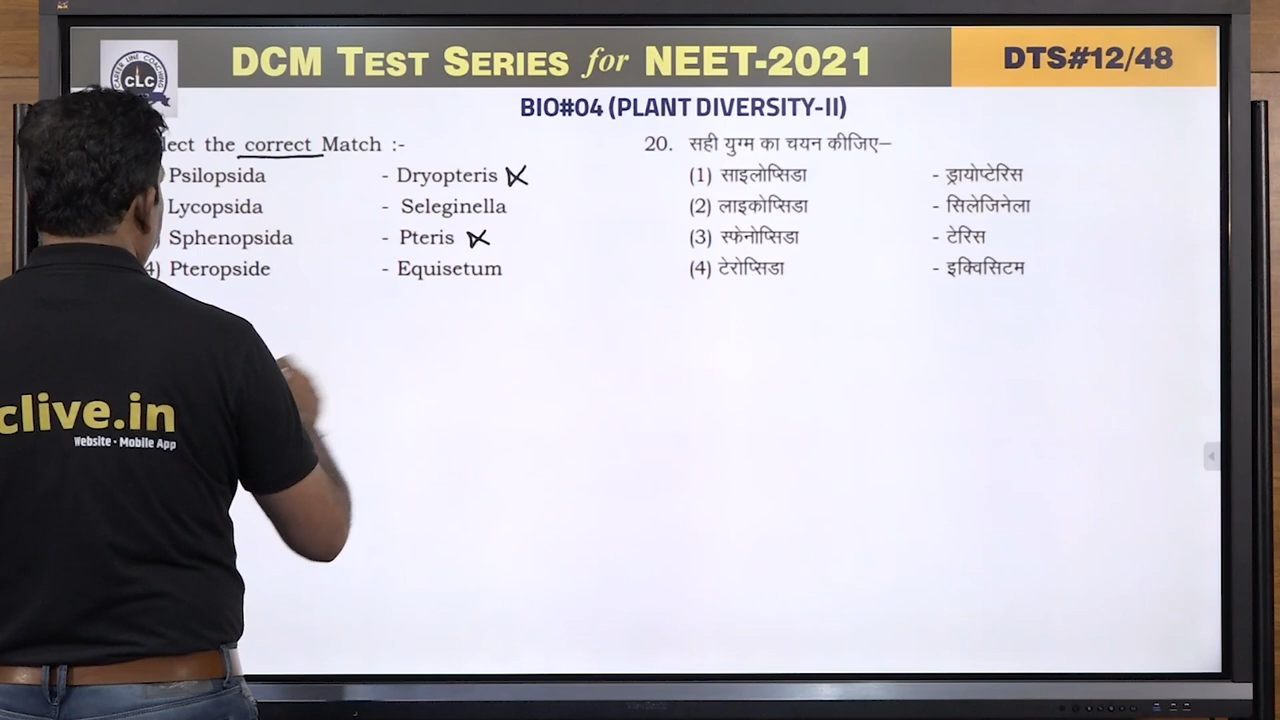 DCM TEST SERIES for NEET-2021
DTS#12/48
CLC
BIO#04 (PLANT DIVERSITY-II)
the correct Match :-
Psilopsida - Dryopteris
Lycopsida - Seleginella
Sphenopsida - Pteris
4) Pteropside - Equisetum
20. सही युग्म का चयन कीजिए–
(1) साइलोप्सिडा - ड्रायोप्टेरिस
(2) लाइकोप्सिडा - सिलेजिनेला
(3) स्फेनोप्सिडा - टेरिस
(4) टेरोप्सिडा - इक्विसिटम
clive.in
Website • Mobile App